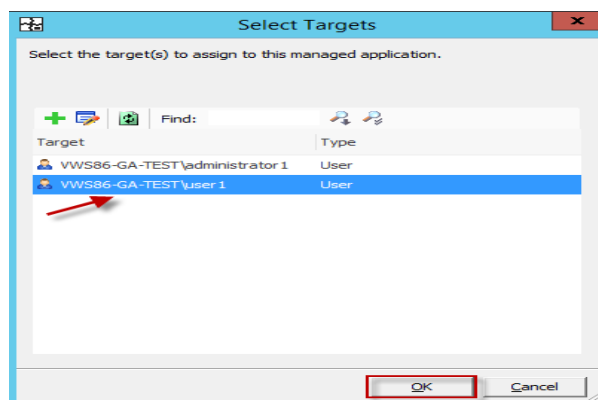 Select Targets
Select the target(s) to assign to this managed application.
Find:
Target Type
VWS86-GA-TEST\administrator1 User
VWS86-GA-TEST\user1 User
OK Cancel